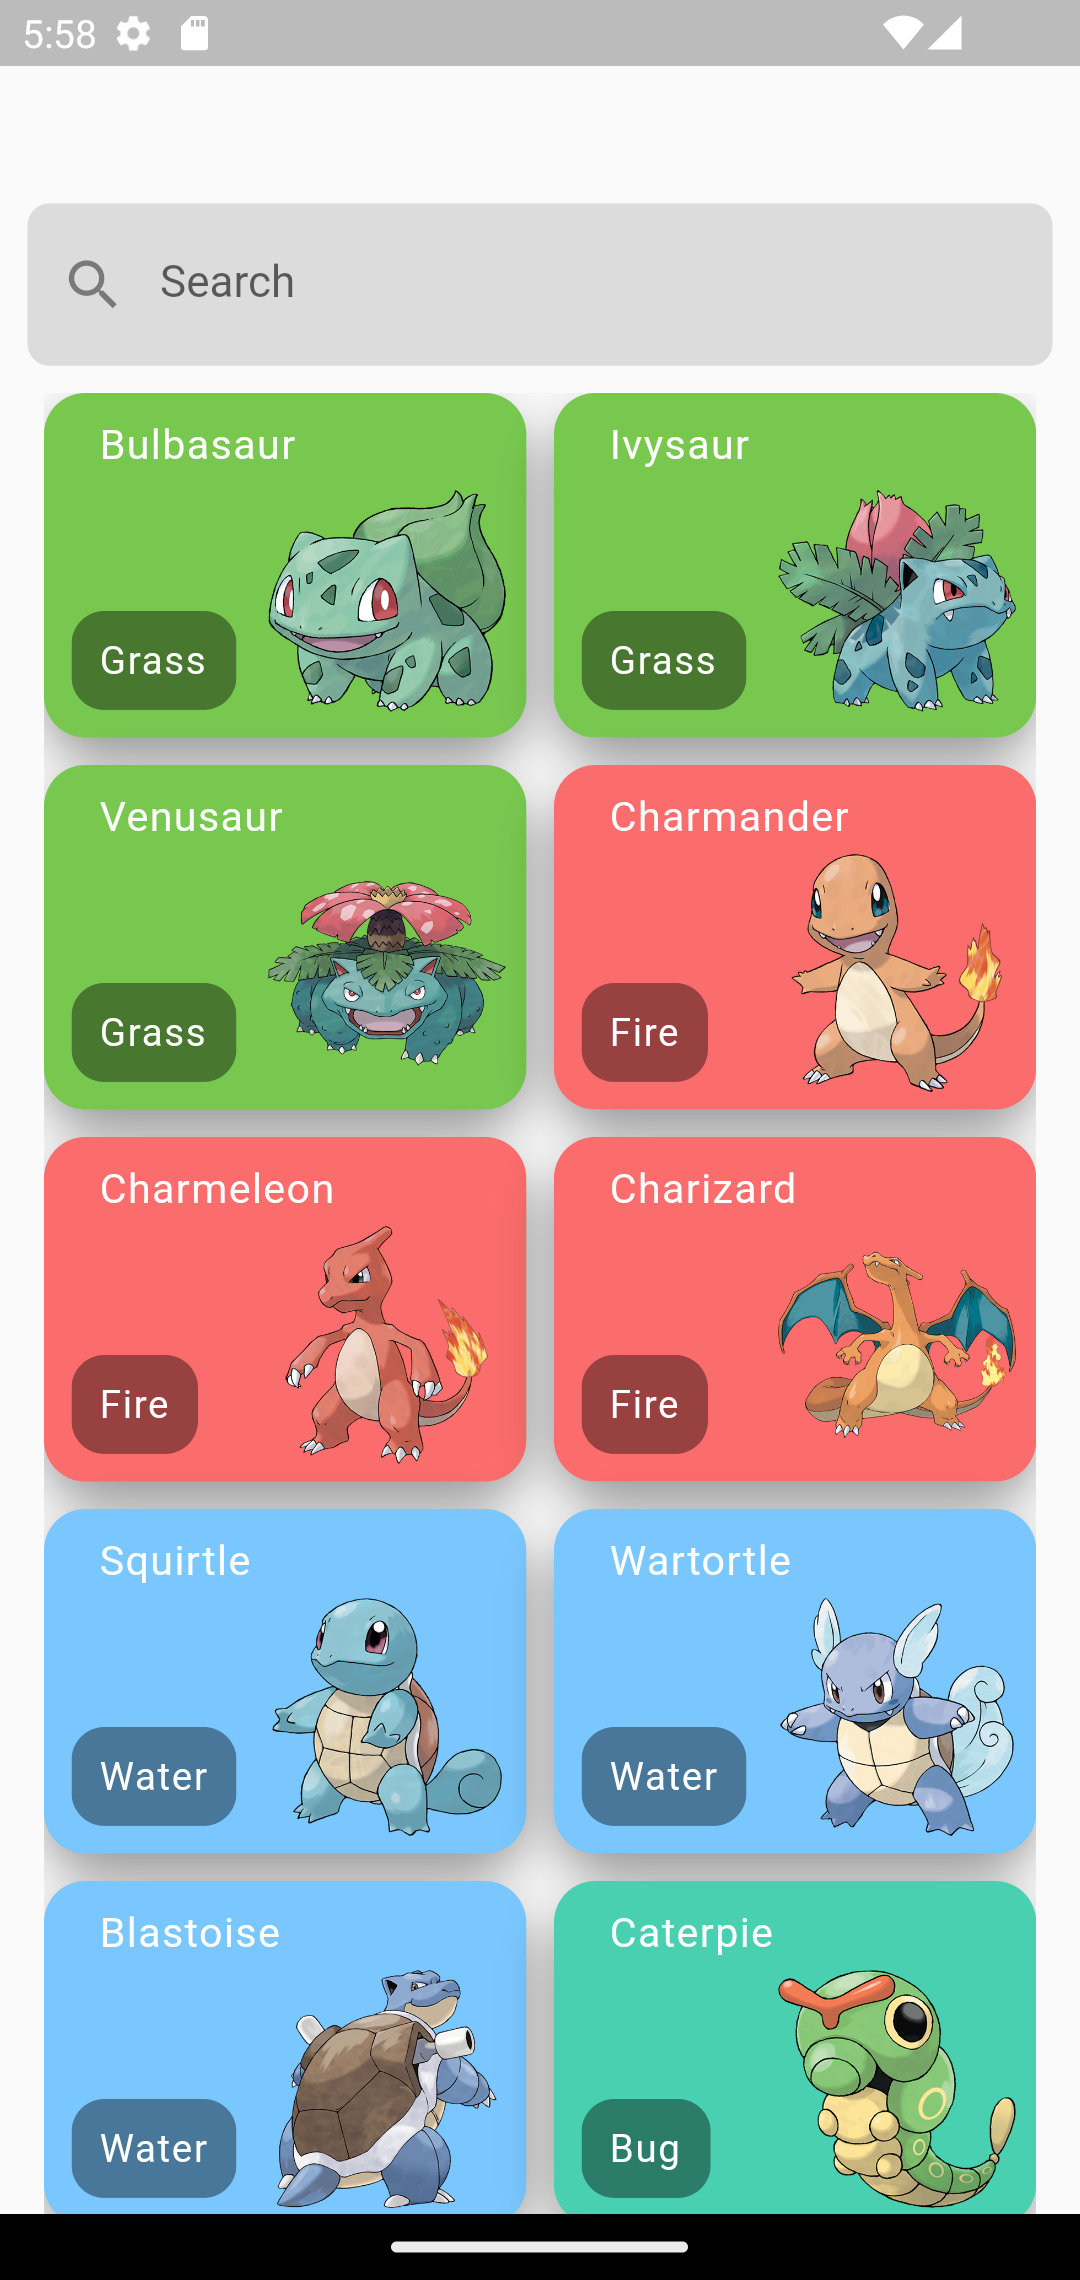 5:58
Search
Bulbasaur
Grass
Ivysaur
Grass
Venusaur
Grass
Charmander
Fire
Charmeleon
Fire
Charizard
Fire
Squirtle
Water
Wartortle
Water
Blastoise
Water
Caterpie
Bug